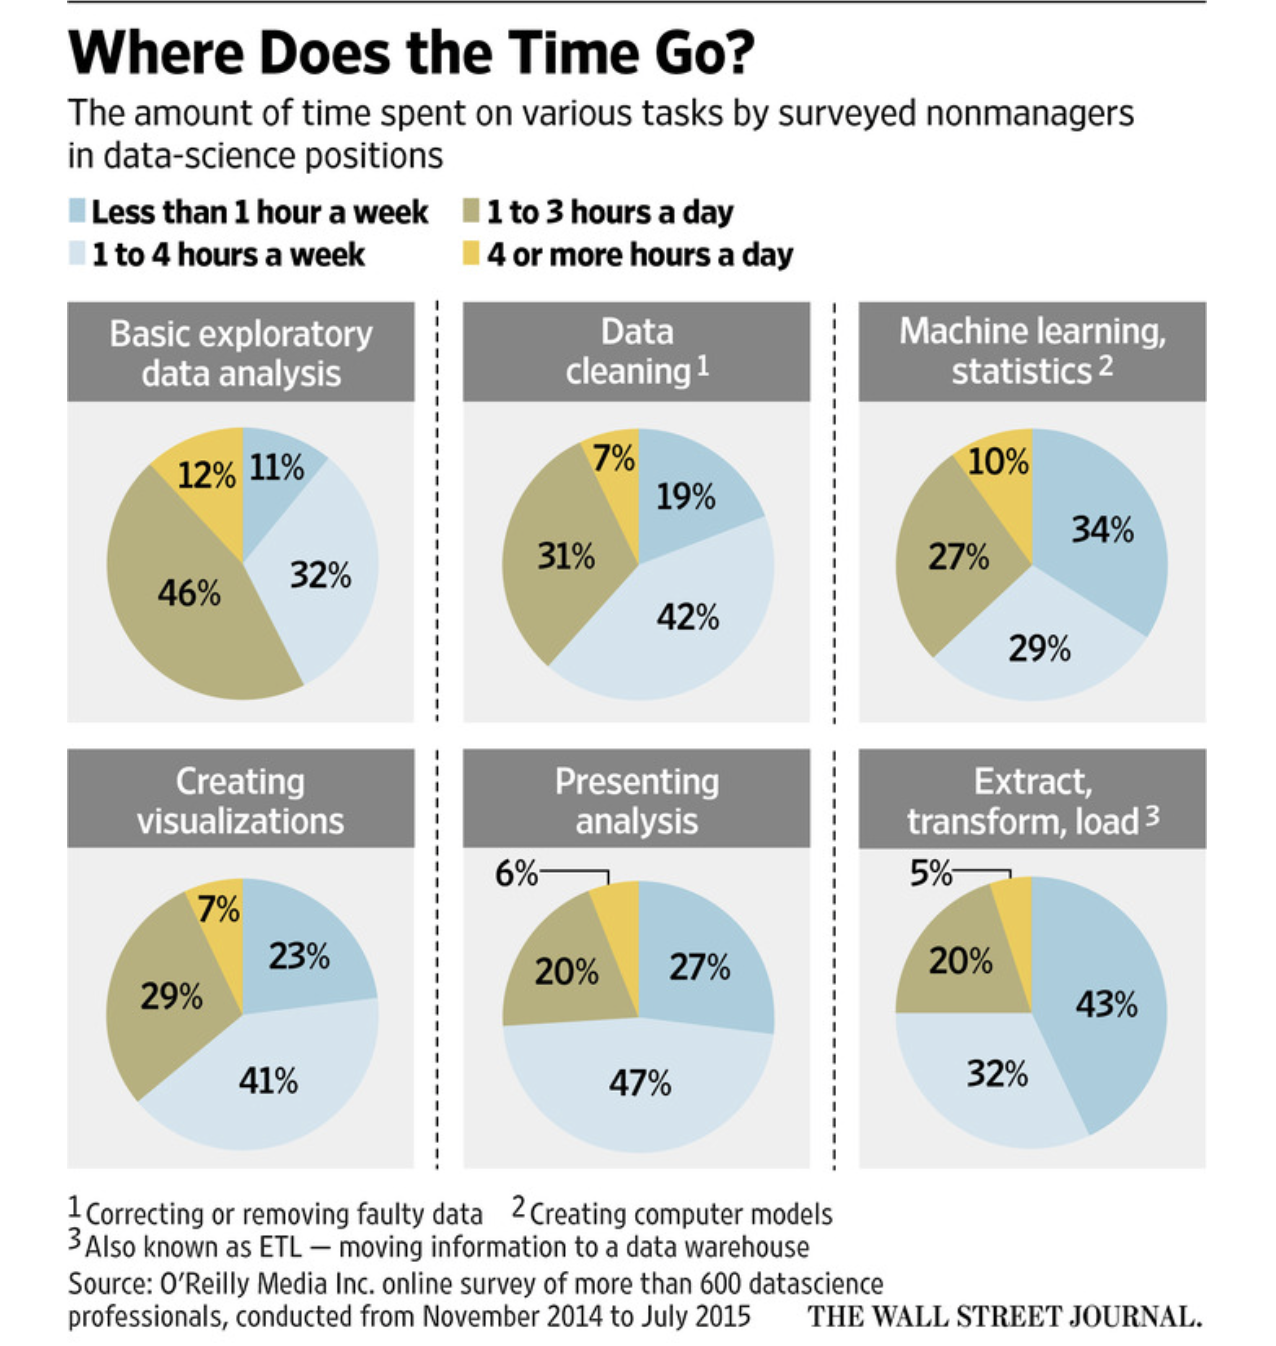 Where Does the Time Go?
The amount of time spent on various tasks by surveyed nonmanagers
in data-science positions
Less than 1 hour a week
1 to 3 hours a day
1 to 4 hours a week
4 or more hours a day
Basic exploratory
data analysis
12%
11%
46%
32%
Data
cleaning 1
7%
19%
31%
42%
Machine learning,
statistics 2
10%
34%
27%
29%
Creating
visualizations
7%
23%
29%
41%
Presenting
analysis
6%
20%
27%
47%
Extract,
transform, load 3
5%
20%
43%
32%
1 Correcting or removing faulty data 2 Creating computer models
3 Also known as ETL — moving information to a data warehouse
Source: O'Reilly Media Inc. online survey of more than 600 datascience
professionals, conducted from November 2014 to July 2015
THE WALL STREET JOURNAL.